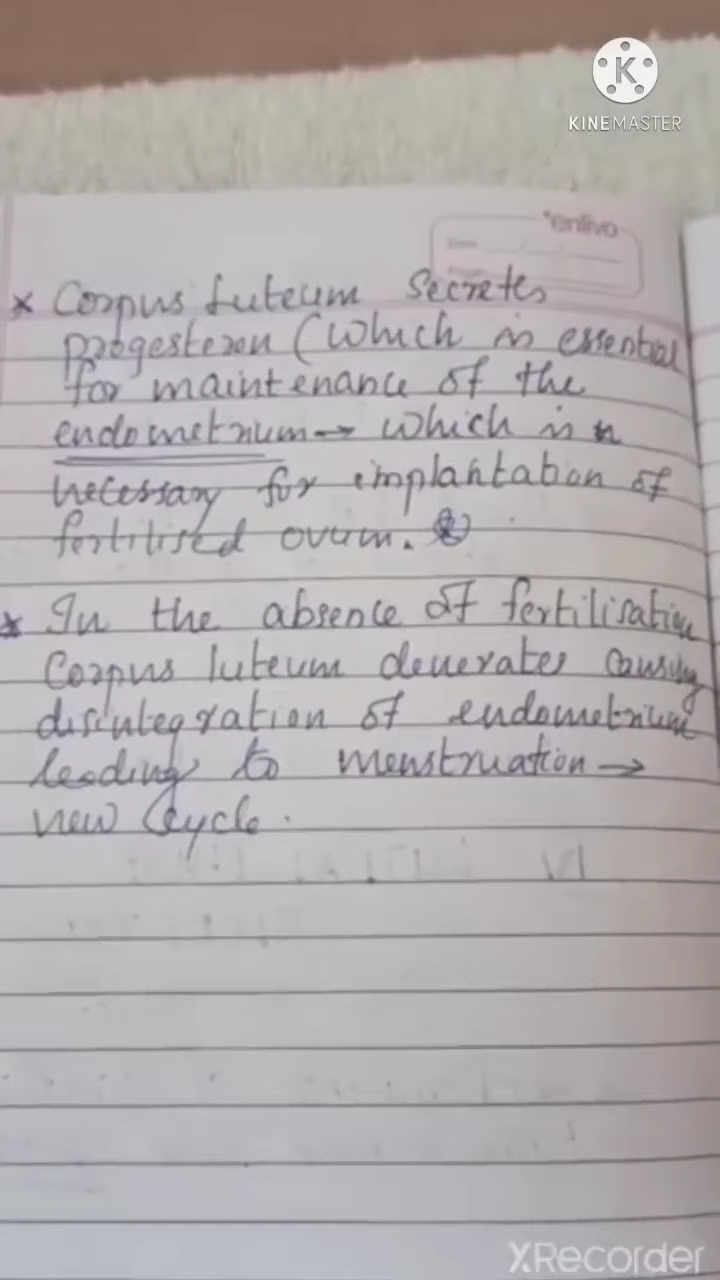 KINEMASTER
enlivo
* Corpus Luteum Secretes
progesteron (Which is essential
for maintenance of the
endometrium → which is
necessary for implantation of
fertilised ovum.
* In the absence of fertilisation
Corpus luteum denerates causing
disintegration of endometrium
leading to menstruation →
new Cycle.
XRecorder